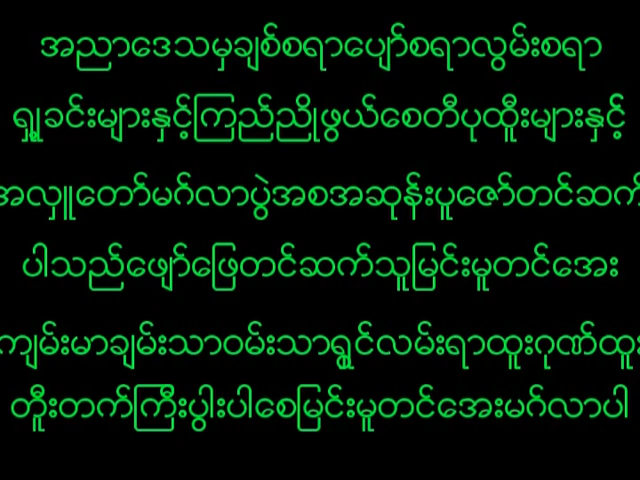 အညာဒေသမှချစ်စရာပျော်စရာလွမ်းစရာ
ရှုခင်းများနှင့်ကြည်ညိုဖွယ်စေတီပုထိူးများနှင့်
အလှူတော်မင်္ဂလာပွဲအစအဆုန်းပူဇော်တင်ဆက်
ပါသည်ဖျော်ဖြေတင်ဆက်သူမြင်းမူတင်အေး
ကျမ်းမာချမ်းသာဝမ်းသာရွှင်လမ်းရာထူးဂုဏ်ထူး
တိူးတက်ကြီးပွါးပါစေမြင်းမူတင်အေးမင်္ဂလာပါ